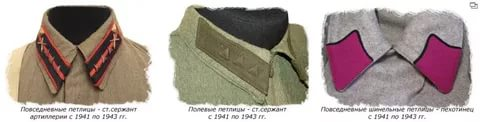 Повседневные петлицы - ст.сержант
артиллерии с 1941 по 1943 гг.
Полевые петлицы - ст.сержант
с 1941 по 1943 гг.
Повседневные шинельные петлицы - пехотинец
с 1941 по 1943 гг.